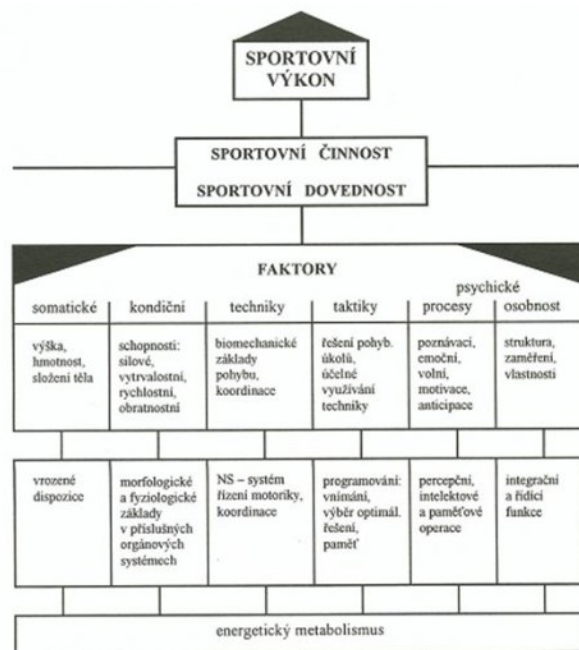 SPORTOVNÍ
VÝKON
SPORTOVNÍ ČINNOST
SPORTOVNÍ DOVEDNOST
FAKTORY
psychické
somatické
kondiční
techniky
taktiky
procesy
osobnost
výška,
hmotnost,
složení těla
schopnosti:
silové,
vytrvalostní,
rychlostní,
obratnostní
biomechanické
základy
pohybu,
koordinace
řešení pohyb.
úkolů,
účelné
využívání
techniky
poznávací,
emoční,
volní,
motivace,
anticipace
struktura,
zaměření,
vlastnosti
vrozené
dispozice
morfologické
a fyziologické
základy
v příslušných
orgánových
systémech
NS – systém
řízení motoriky,
koordinace
programování:
vnímání,
výběr optimál.
řešení,
paměť
percepční,
intelektové
a paměťové
operace
integrační
a řídící
funkce
energetický metabolismus